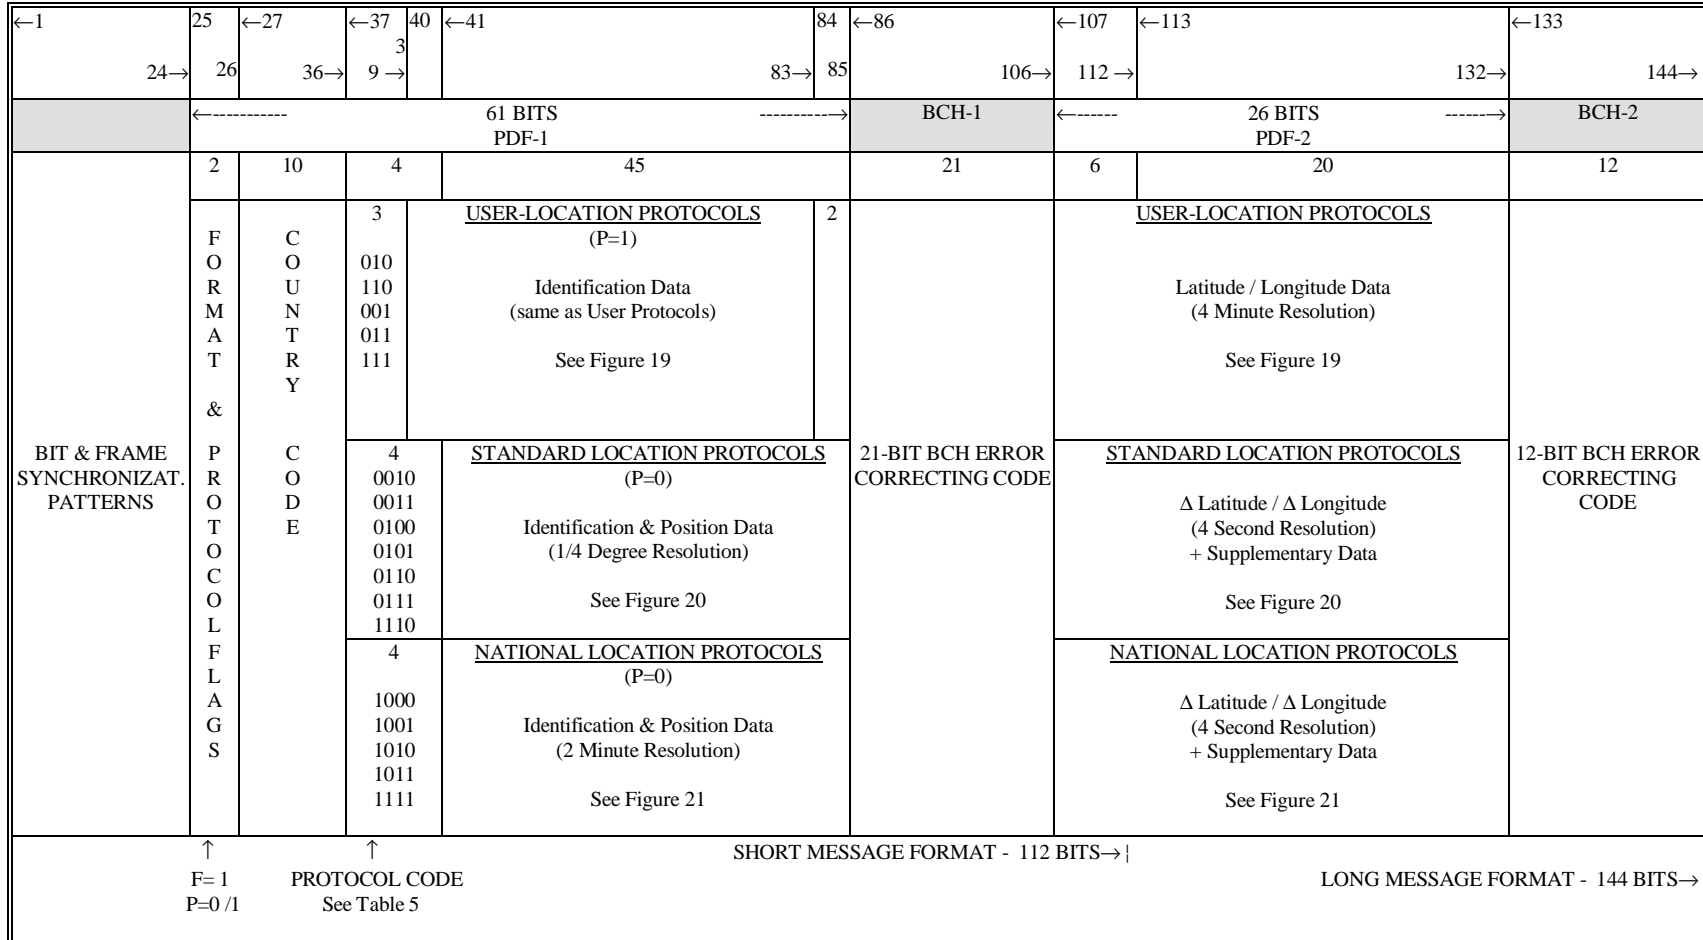 ←1 25 ←27 ←37 40 ←41 84 ←86 ←107 ←113 ←133
3
24→ 26 36→ 9 → 83→ 85 106→ 112 → 132→ 144→
←------------ 61 BITS -----------→ BCH-1 ←------ 26 BITS ------→ BCH-2
PDF-1 PDF-2
2 10 4 45 21 6 20 12
FORMAT & PROTOCOL FLAGS
COUNTRY CODE
3 USER-LOCATION PROTOCOLS 2 USER-LOCATION PROTOCOLS
(P=1)
010
110 Identification Data Latitude / Longitude Data
001 (same as User Protocols) (4 Minute Resolution)
011
111 See Figure 19 See Figure 19
BIT & FRAME 4 STANDARD LOCATION PROTOCOLS 21-BIT BCH ERROR STANDARD LOCATION PROTOCOLS 12-BIT BCH ERROR
SYNCHRONIZAT. 0010 (P=0) CORRECTING CODE CORRECTING
PATTERNS 0011 Δ Latitude / Δ Longitude CODE
0100 Identification & Position Data (4 Second Resolution)
0101 (1/4 Degree Resolution) + Supplementary Data
0110
0111 See Figure 20 See Figure 20
1110
4 NATIONAL LOCATION PROTOCOLS NATIONAL LOCATION PROTOCOLS
(P=0)
1000 Δ Latitude / Δ Longitude
1001 Identification & Position Data (4 Second Resolution)
1010 (2 Minute Resolution) + Supplementary Data
1011
1111 See Figure 21 See Figure 21
↑ ↑ SHORT MESSAGE FORMAT - 112 BITS→¦
F= 1 PROTOCOL CODE LONG MESSAGE FORMAT - 144 BITS→
P=0 /1 See Table 5